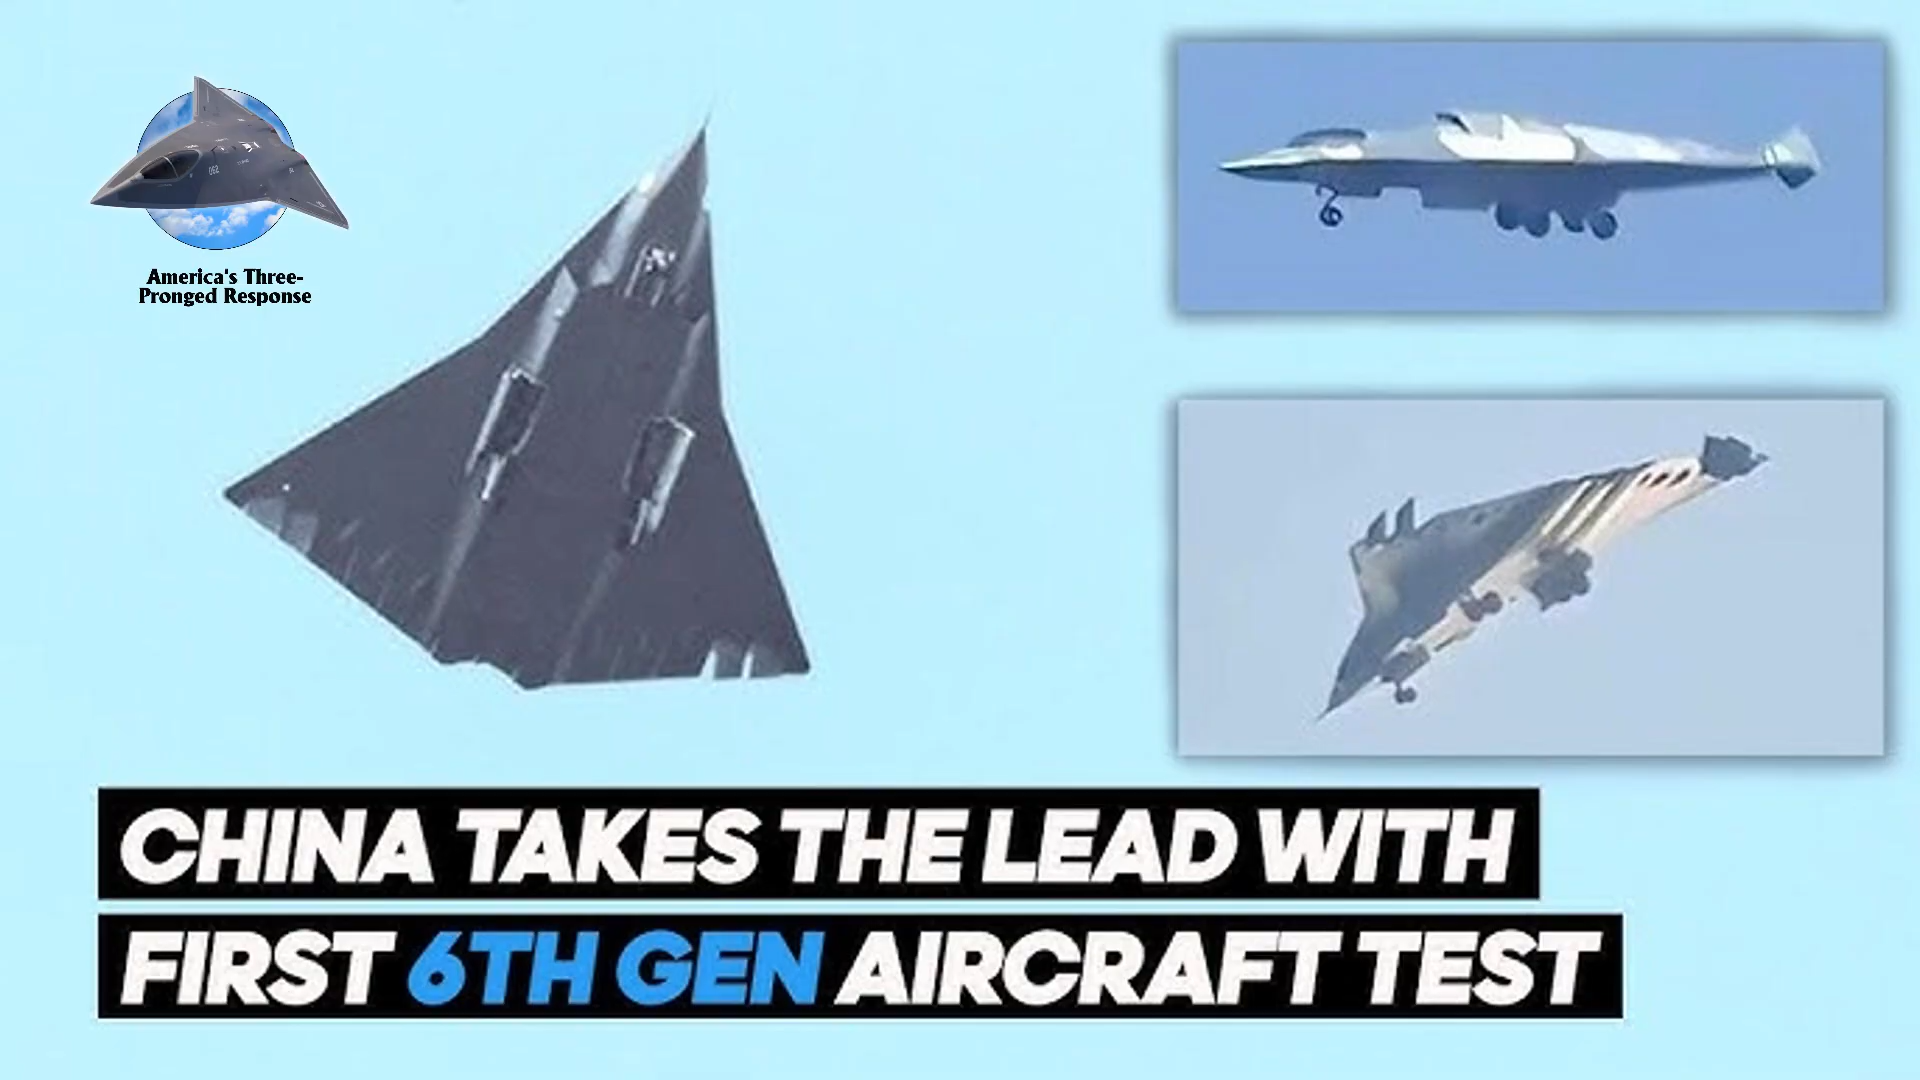 America's Three-
Pronged Response
CHINA TAKES THE LEAD WITH
FIRST 6TH GEN AIRCRAFT TEST